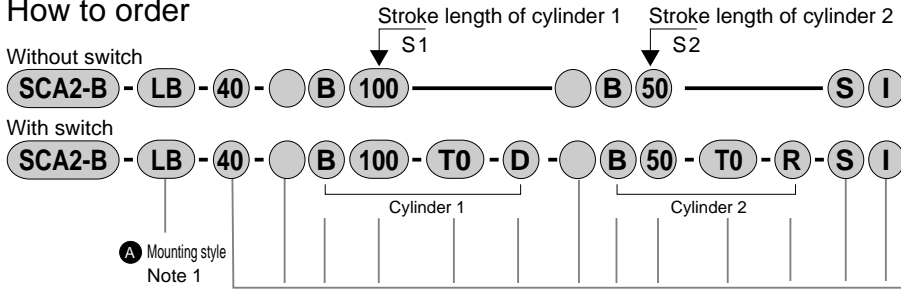 How to order
Stroke length of cylinder 1 Stroke length of cylinder 2
S1 S2
Without switch
SCA2-B - LB - 40 - B 100 B 50 S I
With switch
SCA2-B - LB - 40 - B 100 - T0 - D - B 50 - T0 - R - S I
Cylinder 1 Cylinder 2
A Mounting style
Note 1